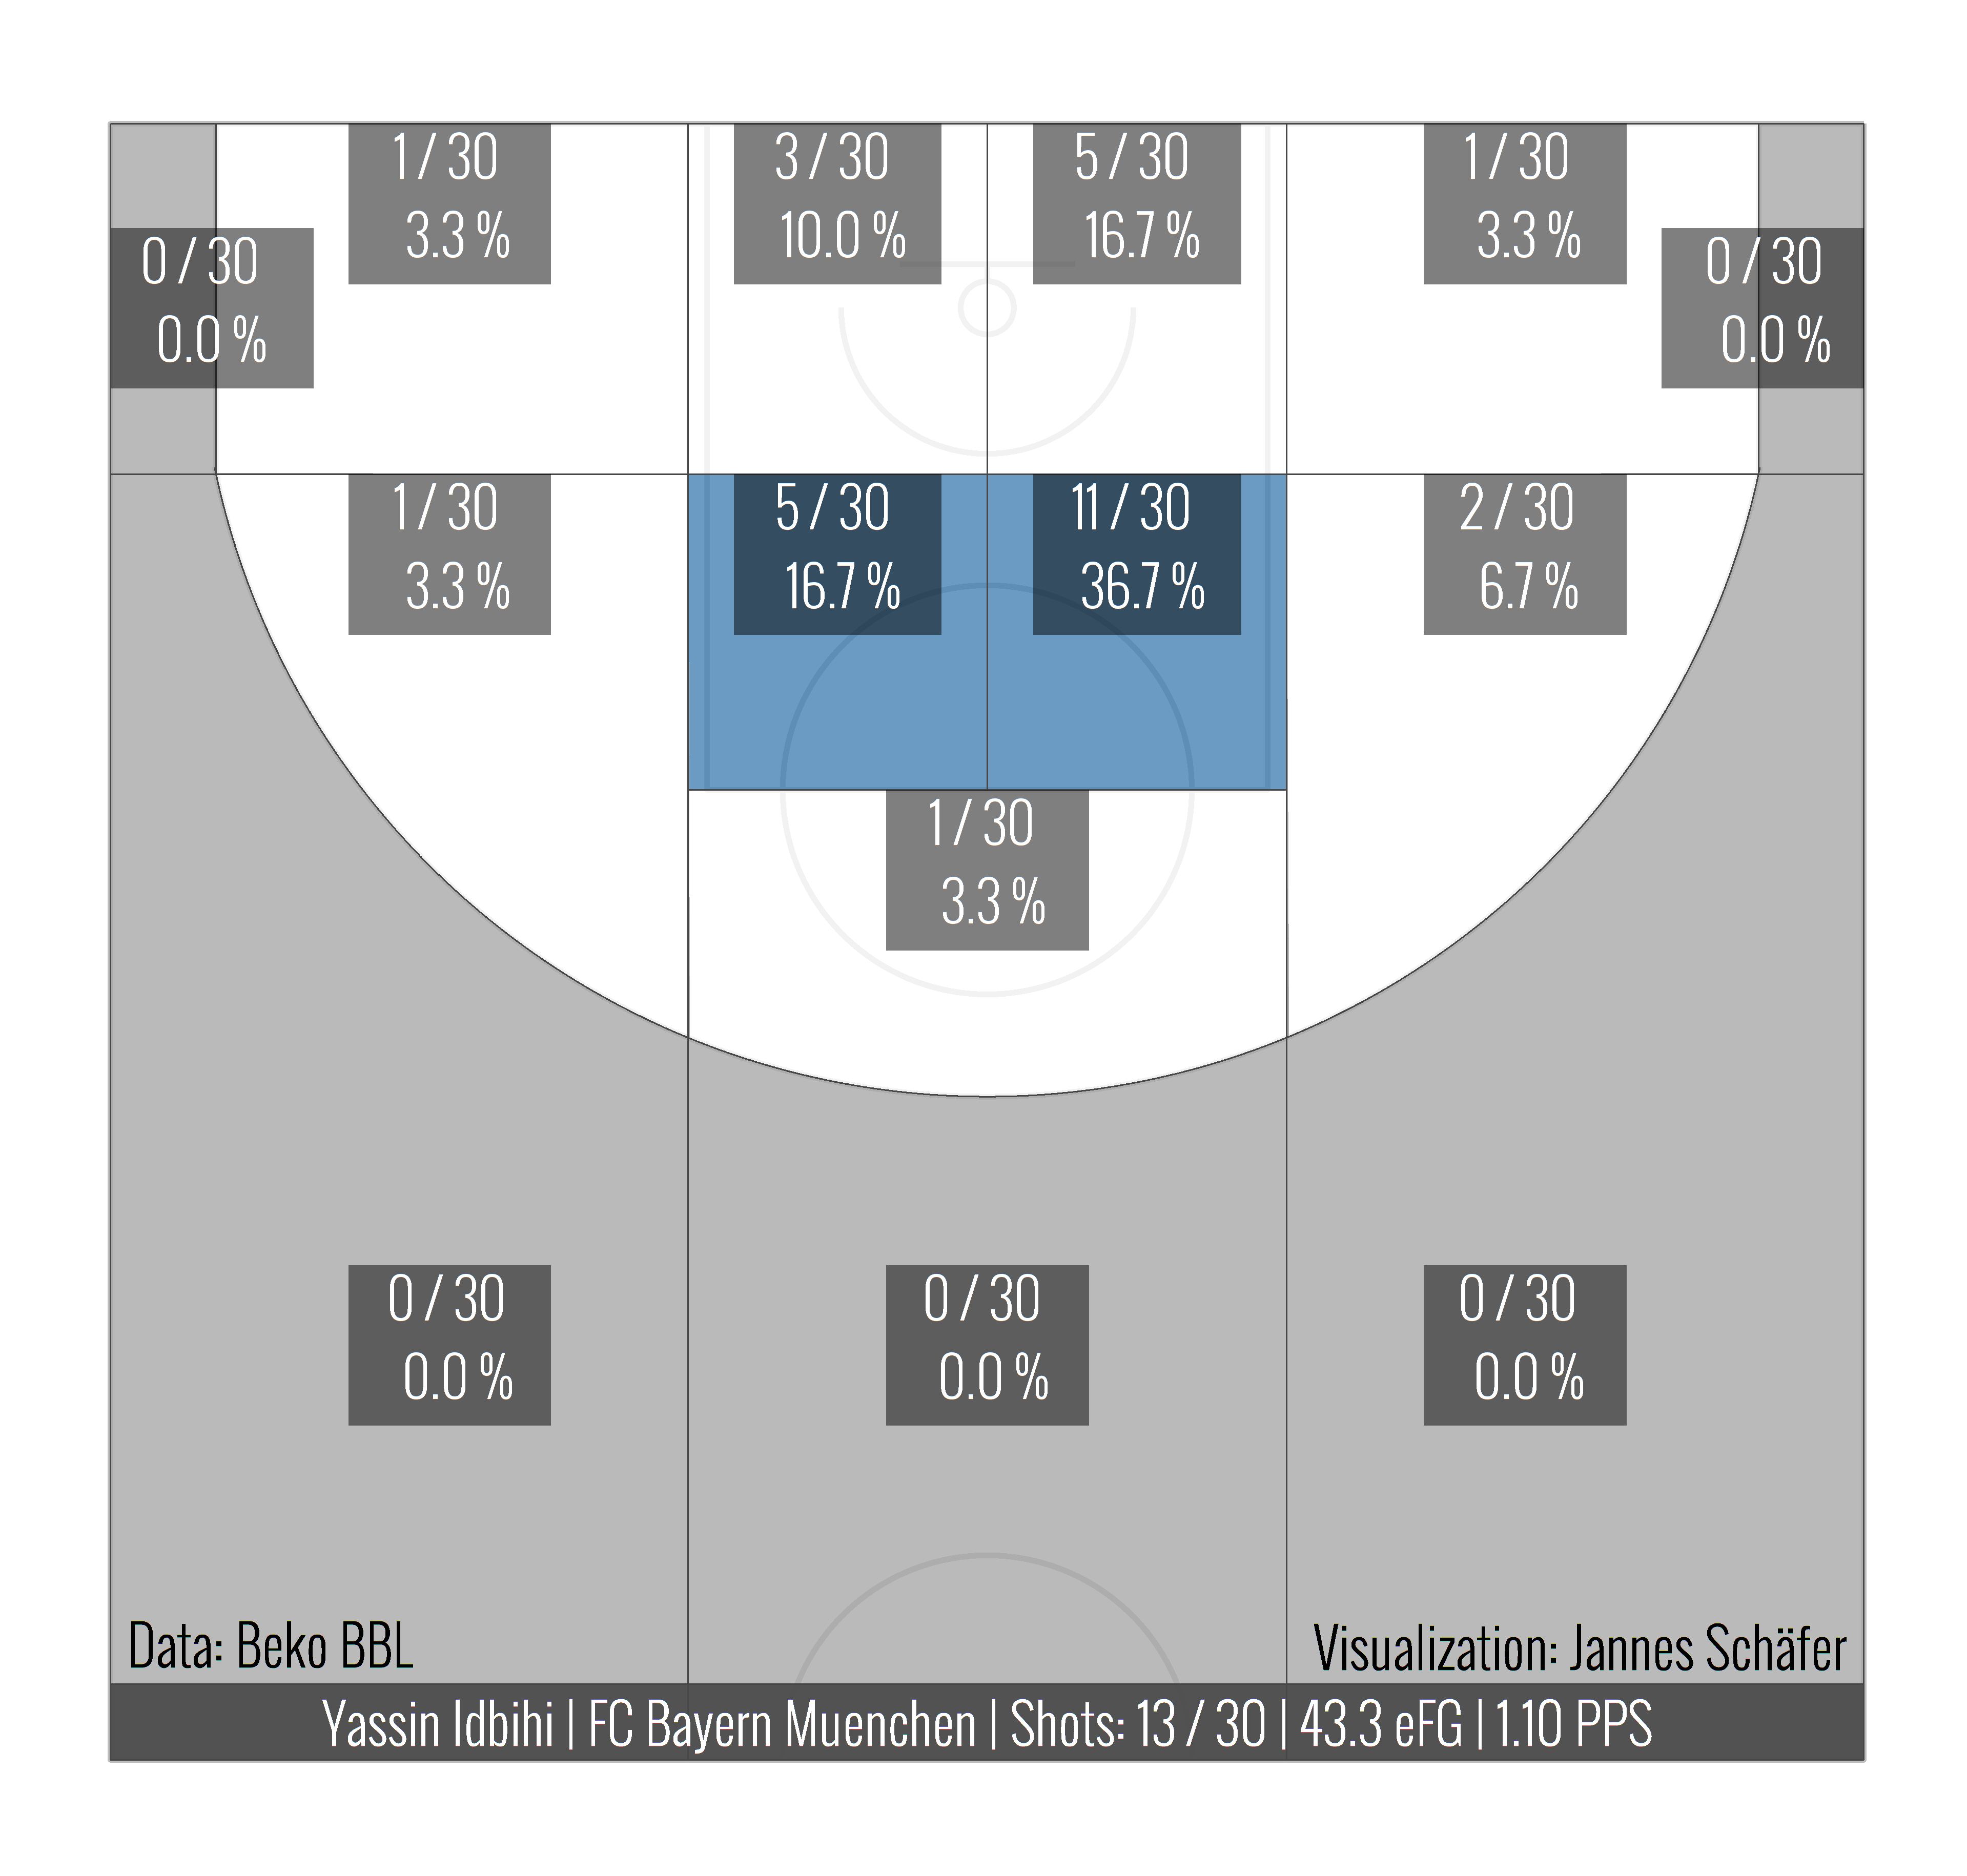 1 / 30
3.3 %
3 / 30
10.0 %
5 / 30
16.7 %
1 / 30
3.3 %
0 / 30
0.0 %
0 / 30
0.0 %
1 / 30
3.3 %
5 / 30
16.7 %
11 / 30
36.7 %
2 / 30
6.7 %
1 / 30
3.3 %
0 / 30
0.0 %
0 / 30
0.0 %
0 / 30
0.0 %
Data: Beko BBL
Visualization: Jannes Schäfer
Yassin Idbihi | FC Bayern Muenchen | Shots: 13 / 30 | 43.3 eFG | 1.10 PPS